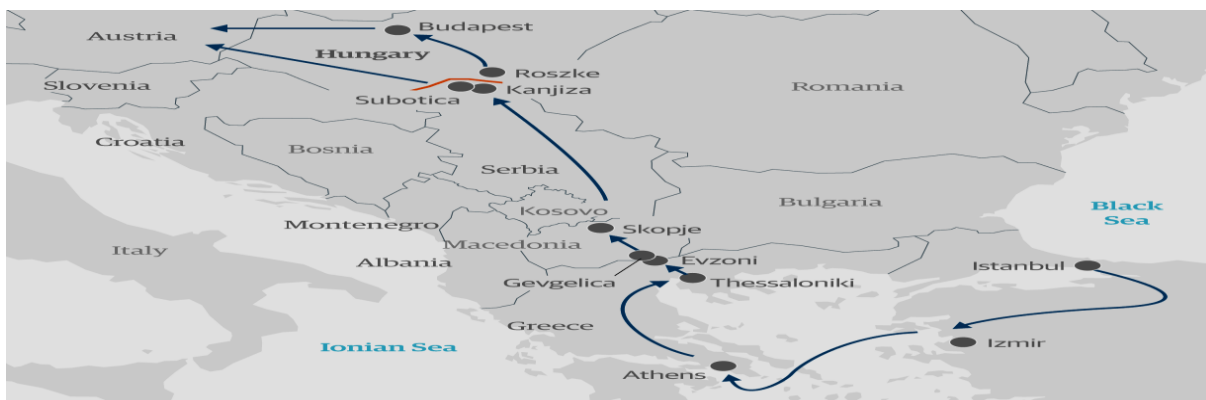 Budapest
Austria
Hungary
Roszke
Slovenia
Kanjiza
Subotica
Romania
Croatia
Bosnia
Serbia
Kosovo
Bulgaria
Black
Sea
Montenegro
Skopje
Macedonia
Italy
Albania
Evzoni
Istanbul
Gevgelica
Thessaloniki
Greece
Ionian Sea
Izmir
Athens